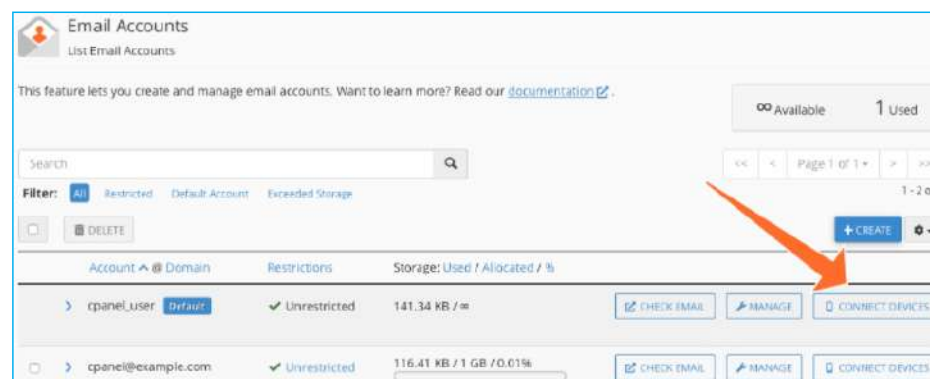 Email Accounts
List Email Accounts
This feature lets you create and manage email accounts. Want to learn more? Read our documentation.
∞ Available 1 Used
Search
<< < Page 1 of 1 > >>
Filter: All Restricted Default Account Exceeded Storage
1 - 2 o
DELETE
+ CREATE
Account @ Domain Restrictions Storage: Used / Allocated / %
cpanel_user Default Unrestricted 141.34 KB / ∞ CHECK EMAIL MANAGE CONNECT DEVICES
cpanel@example.com Unrestricted 116.41 KB / 1 GB / 0.01% CHECK EMAIL MANAGE CONNECT DEVICES